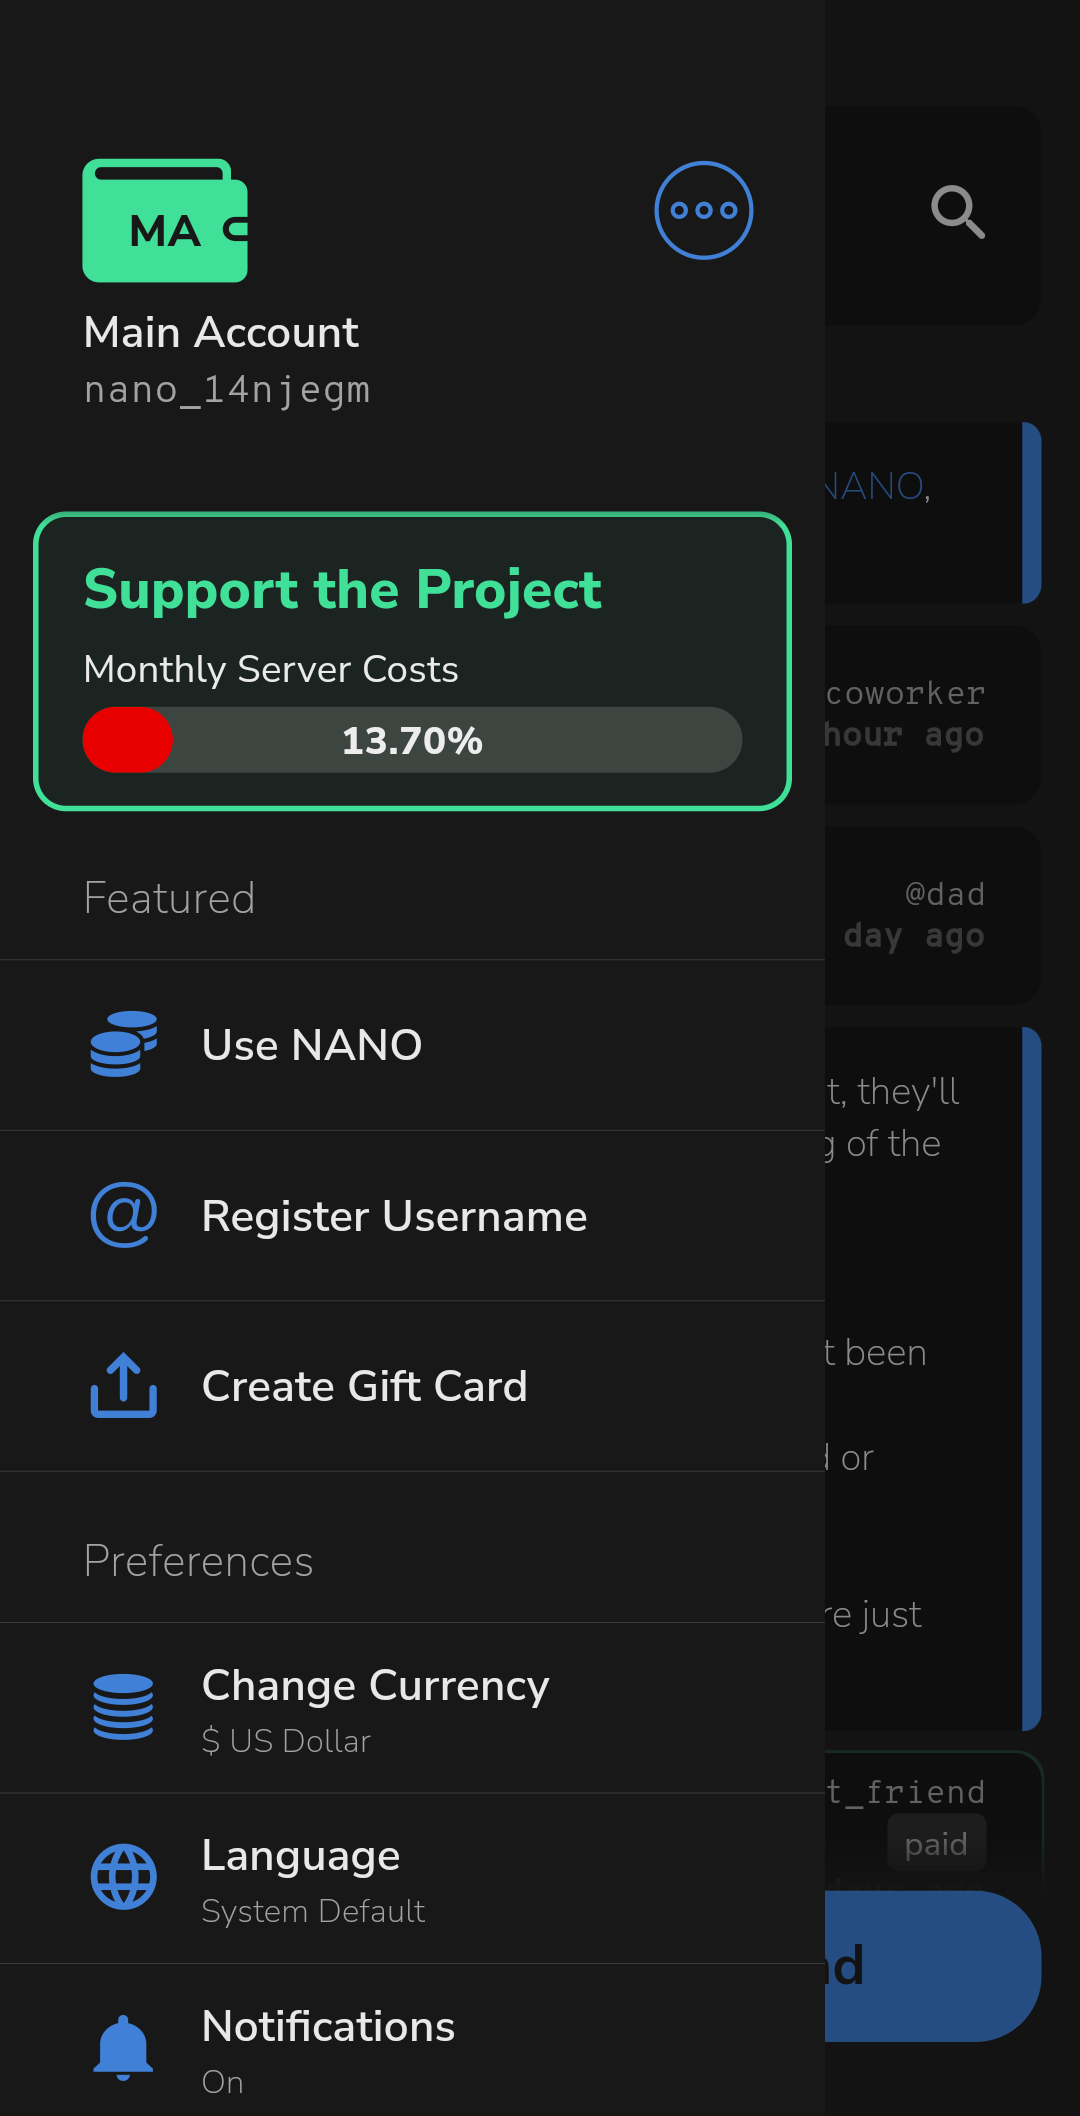 MA
Main Account
nano_14njegm
Support the Project
Monthly Server Costs
13.70%
Featured
Use NANO
Register Username
Create Gift Card
Preferences
Change Currency
$ US Dollar
Language
System Default
Notifications
On
NANO,
coworker
hour ago
@dad
day ago
t, they'll
g of the
t been
d or
re just
t_friend
paid
nd